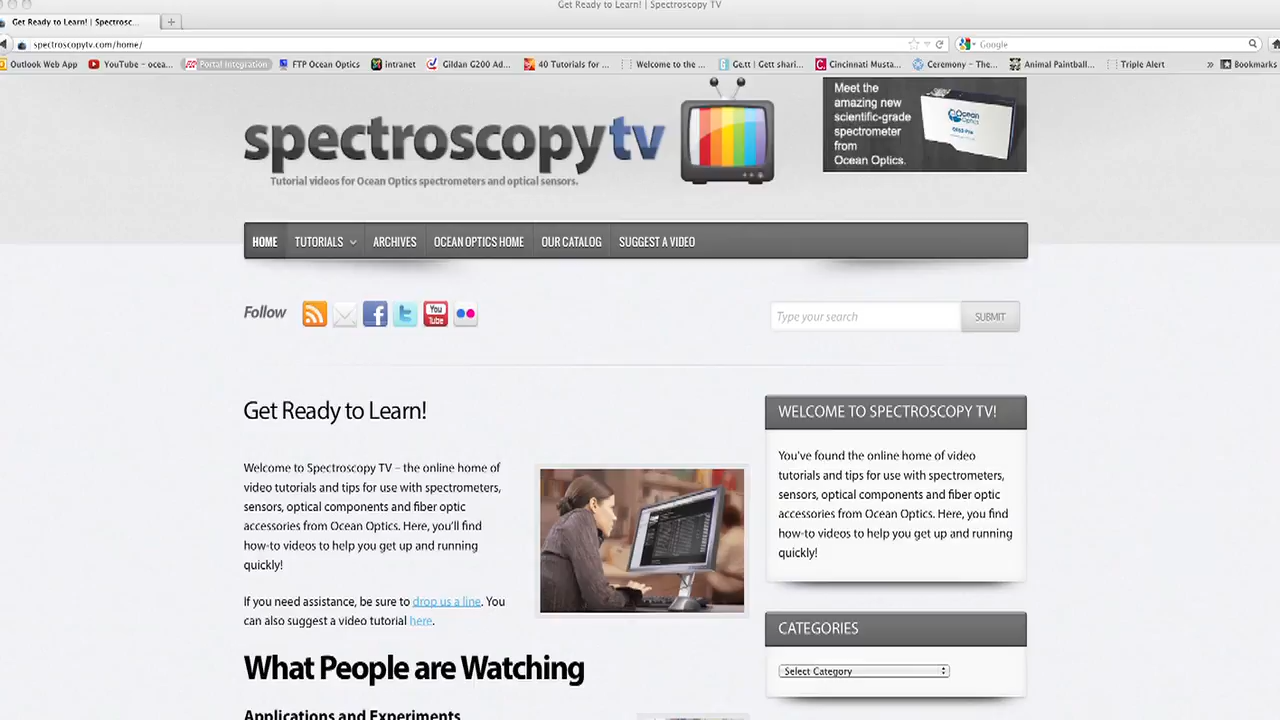 Get Ready to Learn! | Spectroscopy TV
Get Ready to Learn! | Spectrosc...
spectroscopytv.com/home/
Google
Outlook Web App
YouTube - ocea...
Portal Integration
FTP Ocean Optics
intranet
Gildan G200 Ad...
40 Tutorials for ...
Welcome to the ...
Ge.tt | Gett shari...
Cincinnati Musta...
Ceremony - The...
Animal Paintball...
Triple Alert
»
Bookmarks
spectroscopytv
Tutorial videos for Ocean Optics spectrometers and optical sensors.
Meet the
amazing new
scientific-grade
spectrometer
from
Ocean Optics.
Ocean
Optics
HOME
TUTORIALS
ARCHIVES
OCEAN OPTICS HOME
OUR CATALOG
SUGGEST A VIDEO
Follow
You
Tube
Type your search
SUBMIT
Get Ready to Learn!
Welcome to Spectroscopy TV – the online home of
video tutorials and tips for use with spectrometers,
sensors, optical components and fiber optic
accessories from Ocean Optics. Here, you'll find
how-to videos to help you get up and running
quickly!
If you need assistance, be sure to drop us a line. You
can also suggest a video tutorial here.
What People are Watching
Applications and Experiments
WELCOME TO SPECTROSCOPY TV!
You've found the online home of video
tutorials and tips for use with spectrometers,
sensors, optical components and fiber optic
accessories from Ocean Optics. Here, you find
how-to videos to help you get up and running
quickly!
CATEGORIES
Select Category